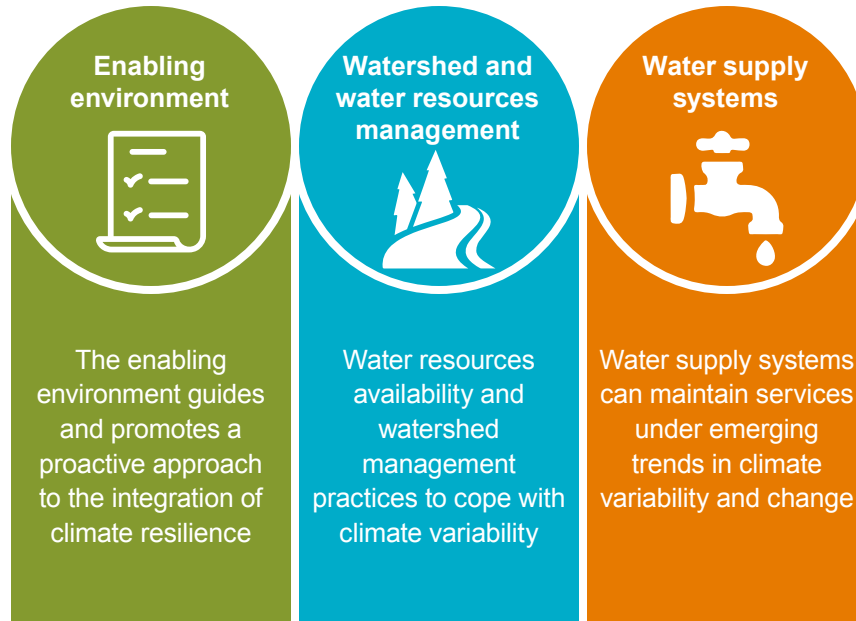 Enabling
environment
The enabling
environment guides
and promotes a
proactive approach
to the integration of
climate resilience
Watershed and
water resources
management
Water resources
availability and
watershed
management
practices to cope with
climate variability
Water supply
systems
Water supply systems
can maintain services
under emerging
trends in climate
variability and change